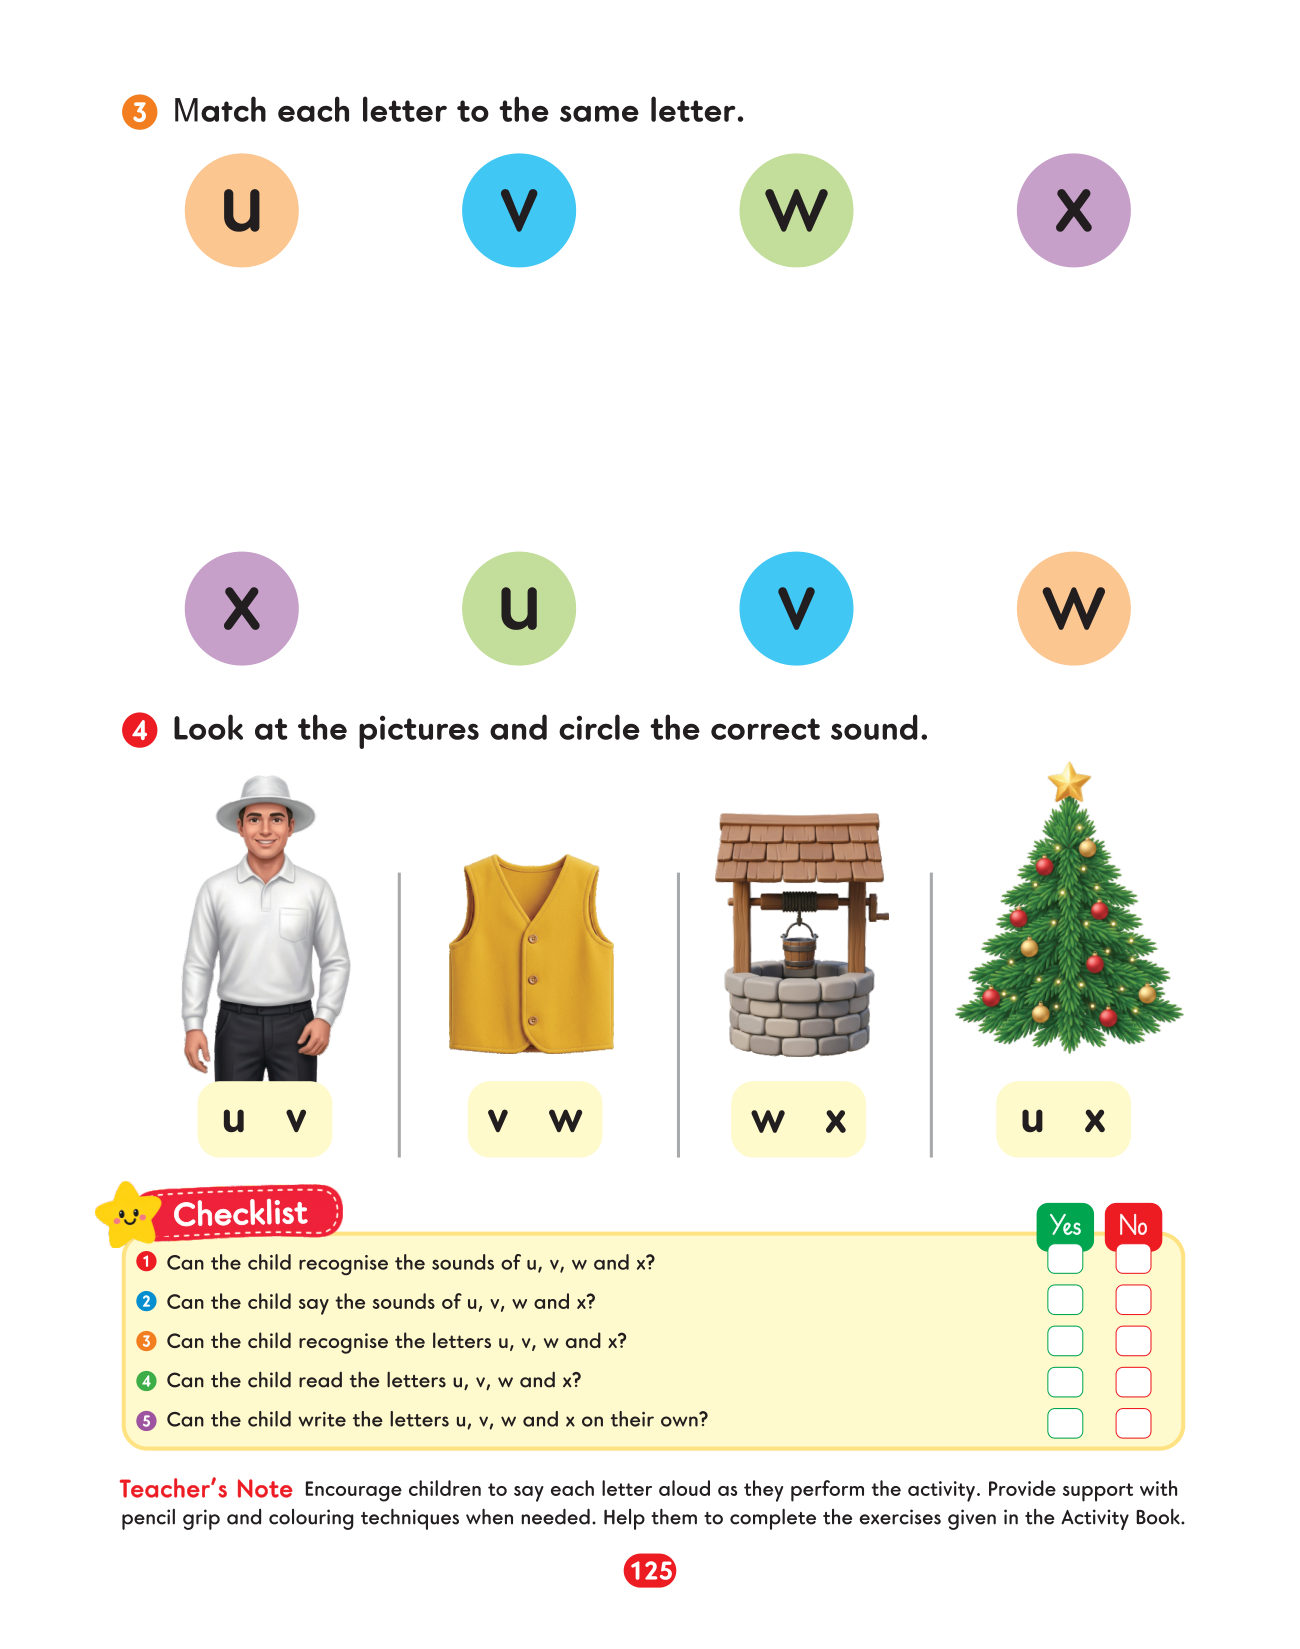 3 Match each letter to the same letter.
u v w x
x u v w
4 Look at the pictures and circle the correct sound.
u v v w w x u x
Checklist Yes No
1 Can the child recognise the sounds of u, v, w and x?
2 Can the child say the sounds of u, v, w and x?
3 Can the child recognise the letters u, v, w and x?
4 Can the child read the letters u, v, w and x?
5 Can the child write the letters u, v, w and x on their own?
Teacher's Note Encourage children to say each letter aloud as they perform the activity. Provide support with
pencil grip and colouring techniques when needed. Help them to complete the exercises given in the Activity Book.
125